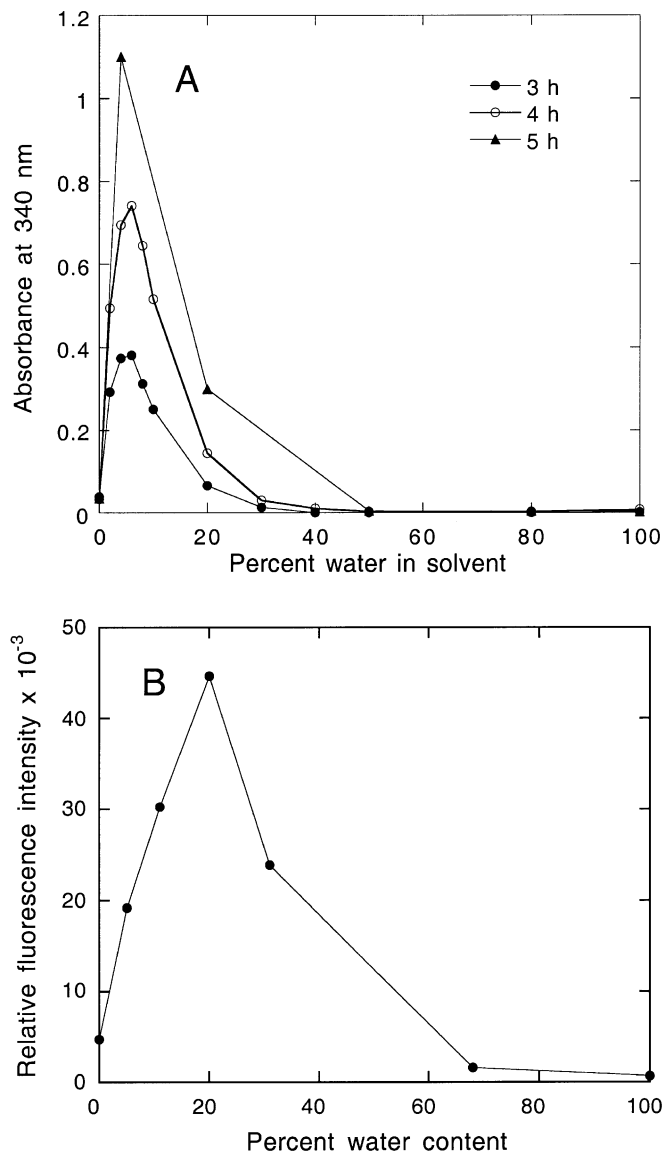 1.2
A
3 h
4 h
5 h
1
0.8
0.6
0.4
0.2
0
Absorbance at 340 nm
0 20 40 60 80 100
Percent water in solvent
50
B
40
30
20
10
0
Relative fluorescence intensity x 10-3
0 20 40 60 80 100
Percent water content